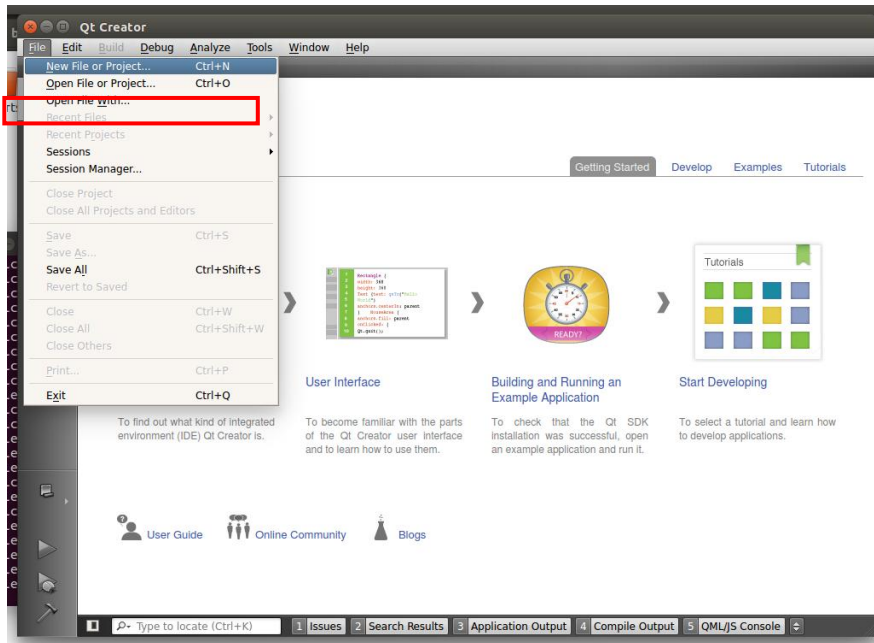 Qt Creator
File Edit Build Debug Analyze Tools Window Help
New File or Project... Ctrl+N
Open File or Project... Ctrl+O
Open File With...
Recent Files
Recent Projects
Sessions
Session Manager...
Close Project
Close All Projects and Editors
Save Ctrl+S
Save As...
Save All Ctrl+Shift+S
Revert to Saved
Close Ctrl+W
Close All Ctrl+Shift+W
Close Others
Print... Ctrl+P
Exit Ctrl+Q
Getting Started Develop Examples Tutorials
Tutorials
READY?
User Interface
Building and Running an
Example Application
Start Developing
To find out what kind of integrated
environment (IDE) Qt Creator is.
To become familiar with the parts
of the Qt Creator user interface
and to learn how to use them.
To check that the Qt SDK
installation was successful, open
an example application and run it.
To select a tutorial and learn how
to develop applications.
User Guide Online Community Blogs
Type to locate (Ctrl+K) 1 Issues 2 Search Results 3 Application Output 4 Compile Output 5 QML/JS Console